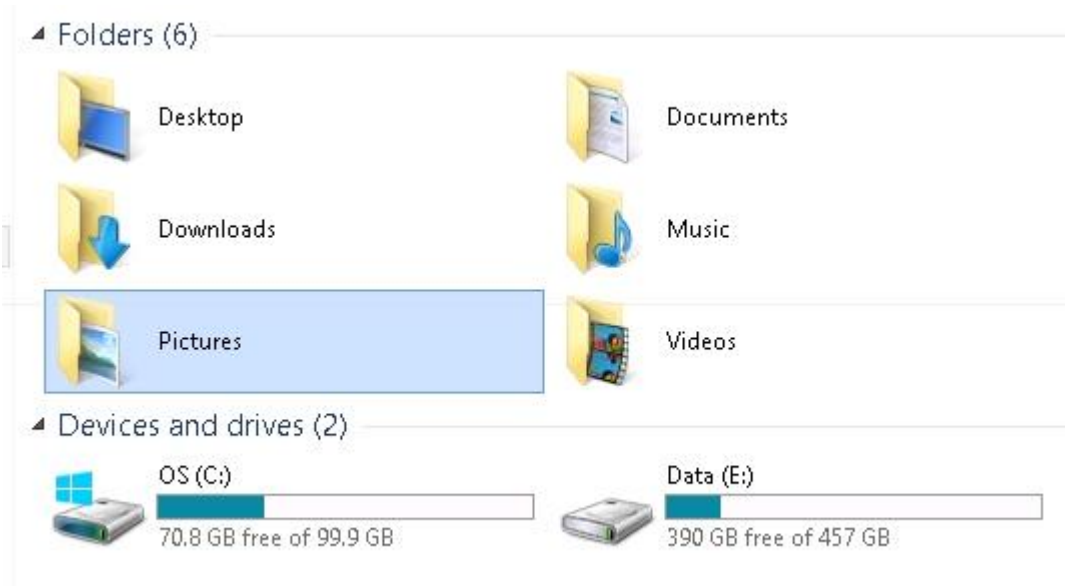 Folders (6)
Desktop
Documents
Downloads
Music
Pictures
Videos
Devices and drives (2)
OS (C:)
70.8 GB free of 99.9 GB
Data (E:)
390 GB free of 457 GB